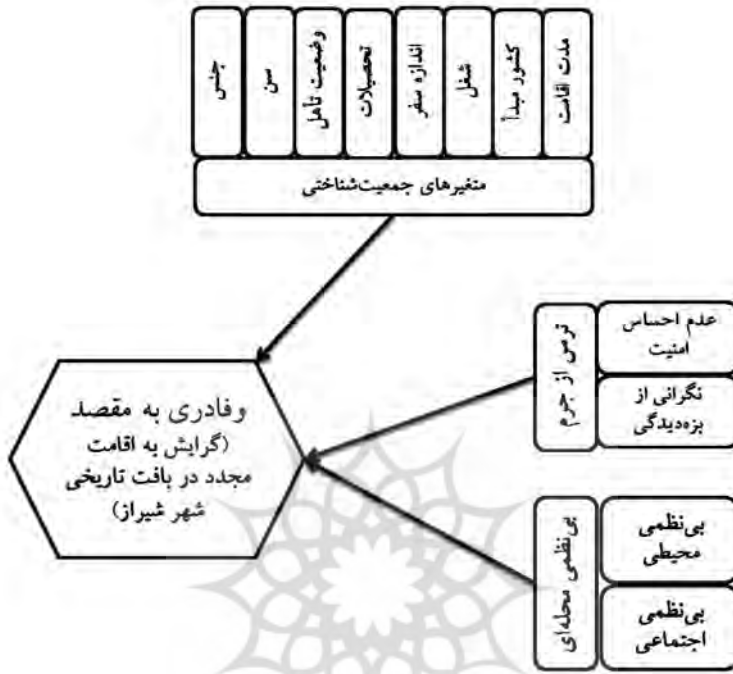 مدت اقامت
کشور مبدأ
شغل
اندازه سفر
تحصیلات
وضعیت تأهل
سن
جنس
متغیرهای جمعیت‌شناختی
ترس از جرم
عدم احساس
امنیت
نگرانی از
بزه‌دیدگی
وفادری به مقصد
(گرایش به اقامت
مجدد در بافت تاریخی
شهر شیراز)
بی‌نظمی محله‌ای
بی‌نظمی
محیطی
بی‌نظمی
اجتماعی